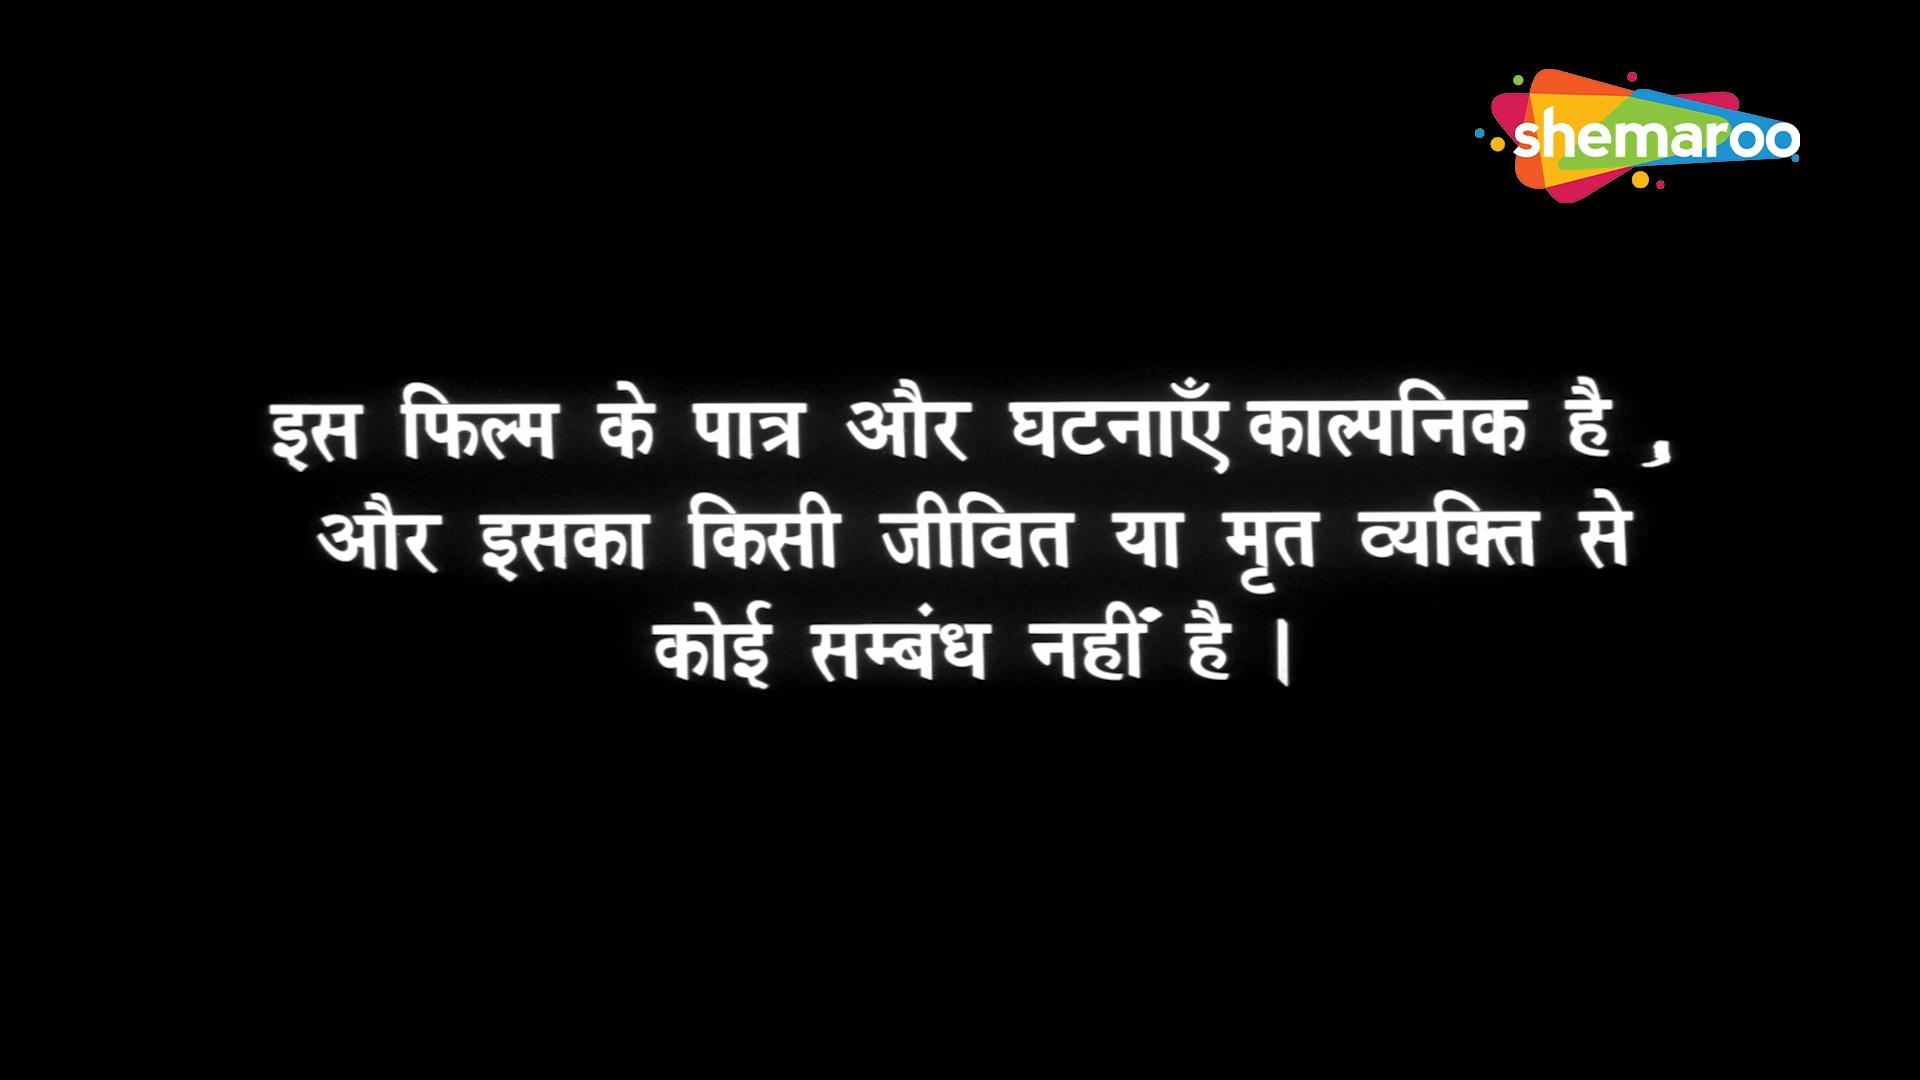 shemaroo
इस फिल्म के पात्र और घटनाएँ काल्पनिक है ,
और इसका किसी जीवित या मृत व्यक्ति से
कोई सम्बंध नहीं है ।